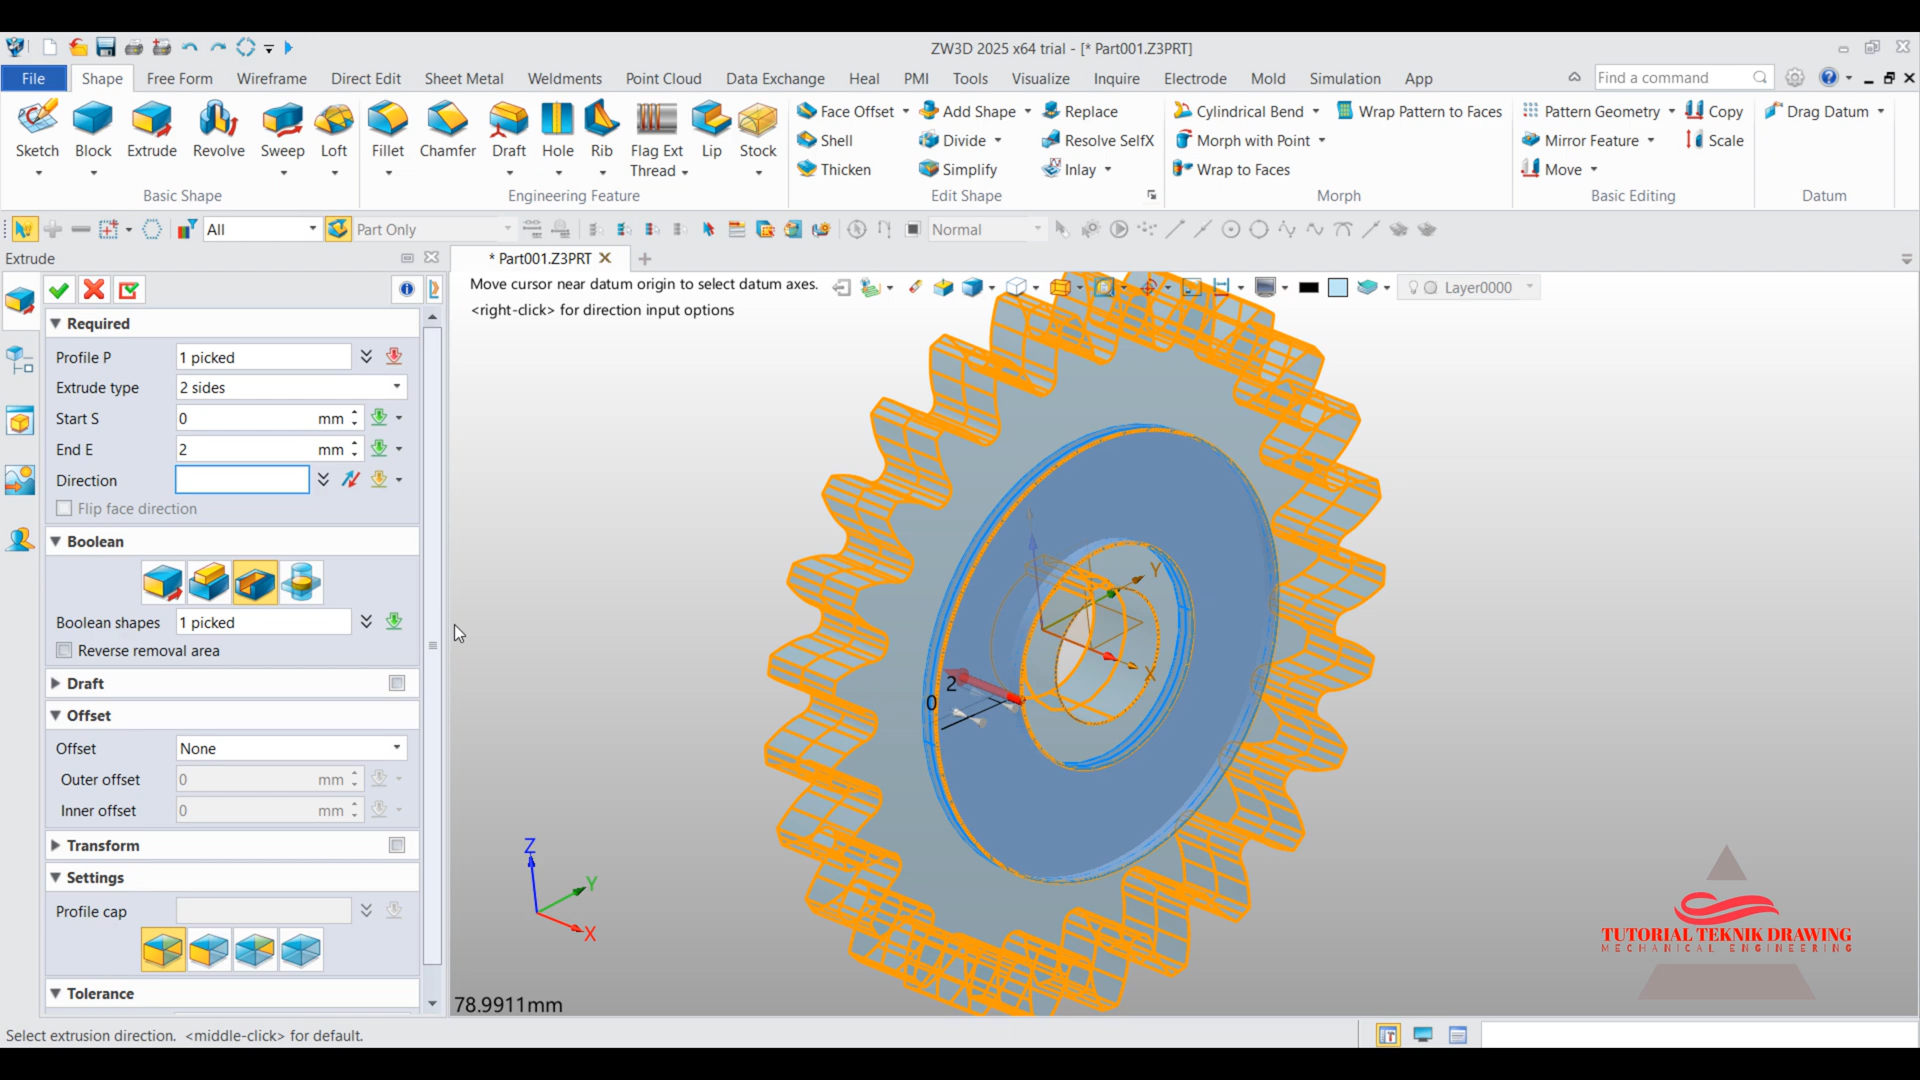 ZW3D 2025 x64 trial - [* Part001.Z3PRT]
File Shape Free Form Wireframe Direct Edit Sheet Metal Weldments Point Cloud Data Exchange Heal PMI Tools Visualize Inquire Electrode Mold Simulation App Find a command
Sketch Block Extrude Revolve Sweep Loft
Basic Shape
Fillet Chamfer Draft Hole Rib Flag Ext Thread Lip Stock
Engineering Feature
Face Offset Add Shape Replace
Shell Divide Resolve SelfX
Thicken Simplify Inlay
Edit Shape
Cylindrical Bend Wrap Pattern to Faces
Morph with Point
Wrap to Faces
Morph
Pattern Geometry Copy
Mirror Feature Scale
Move
Basic Editing
Drag Datum
Datum
All Part Only Normal
Extrude
* Part001.Z3PRT
Move cursor near datum origin to select datum axes.
<right-click> for direction input options
Layer0000
Required
Profile P 1 picked
Extrude type 2 sides
Start S 0 mm
End E 2 mm
Direction
Flip face direction
Boolean
Boolean shapes 1 picked
Reverse removal area
Draft
Offset
Offset None
Outer offset 0 mm
Inner offset 0 mm
Transform
Settings
Profile cap
Tolerance
Y
X
2
0
Z
Y
X
78.9911mm
TUTORIAL TEKNIK DRAWING
MECHANICAL ENGINEERING
Select extrusion direction. <middle-click> for default.